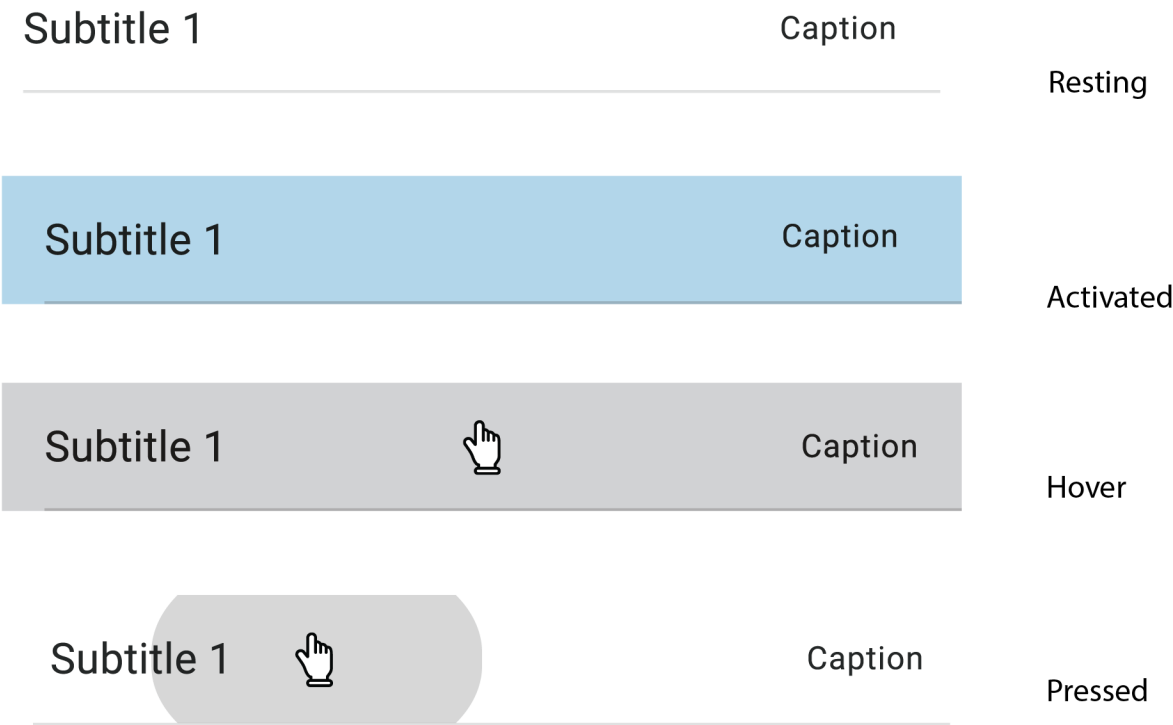 Subtitle 1 Caption
Resting
Subtitle 1 Caption
Activated
Subtitle 1 Caption
Hover
Subtitle 1 Caption
Pressed